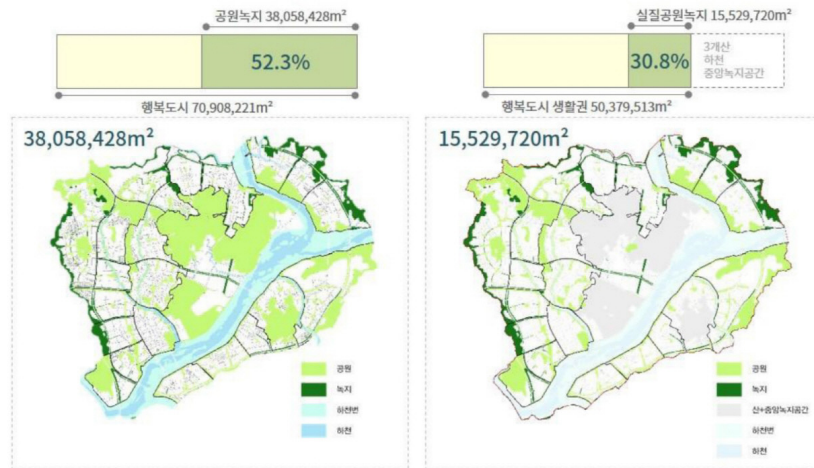 공원녹지 38,058,428m²
52.3%
행복도시 70,908,221m²
38,058,428m²
공원
녹지
하천변
하천
실질공원녹지 15,529,720m²
30.8%
3개산
하천
중앙녹지공간
행복도시 생활권 50,379,513m²
15,529,720m²
공원
녹지
산+중앙녹지공간
하천변
하천